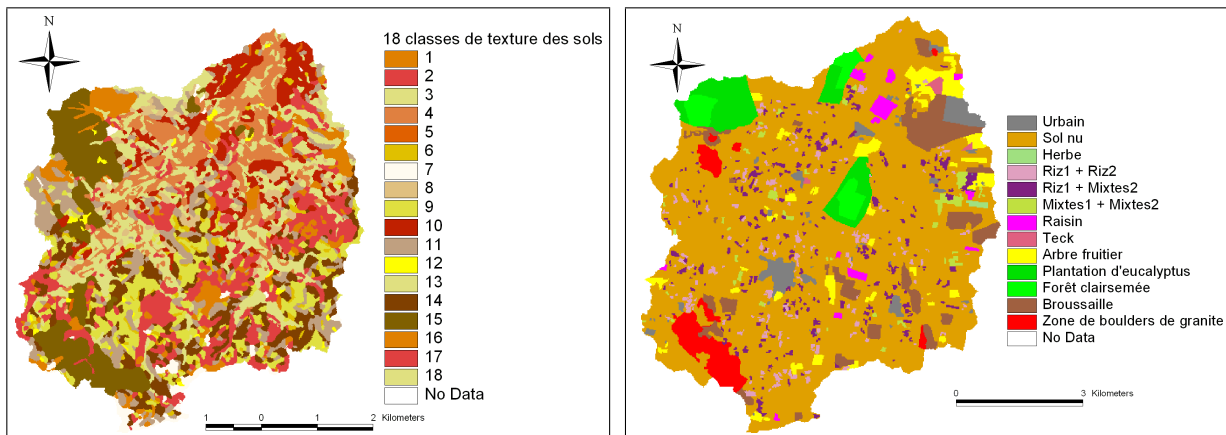 N
18 classes de texture des sols
1
2
3
4
5
6
7
8
9
10
11
12
13
14
15
16
17
18
No Data
1 0 1 2 Kilometers
N
Urbain
Sol nu
Herbe
Riz1 + Riz2
Riz1 + Mixtes2
Mixtes1 + Mixtes2
Raisin
Teck
Arbre fruitier
Plantation d'eucalyptus
Forêt clairsemée
Broussaille
Zone de boulders de granite
No Data
0 3 Kilometers